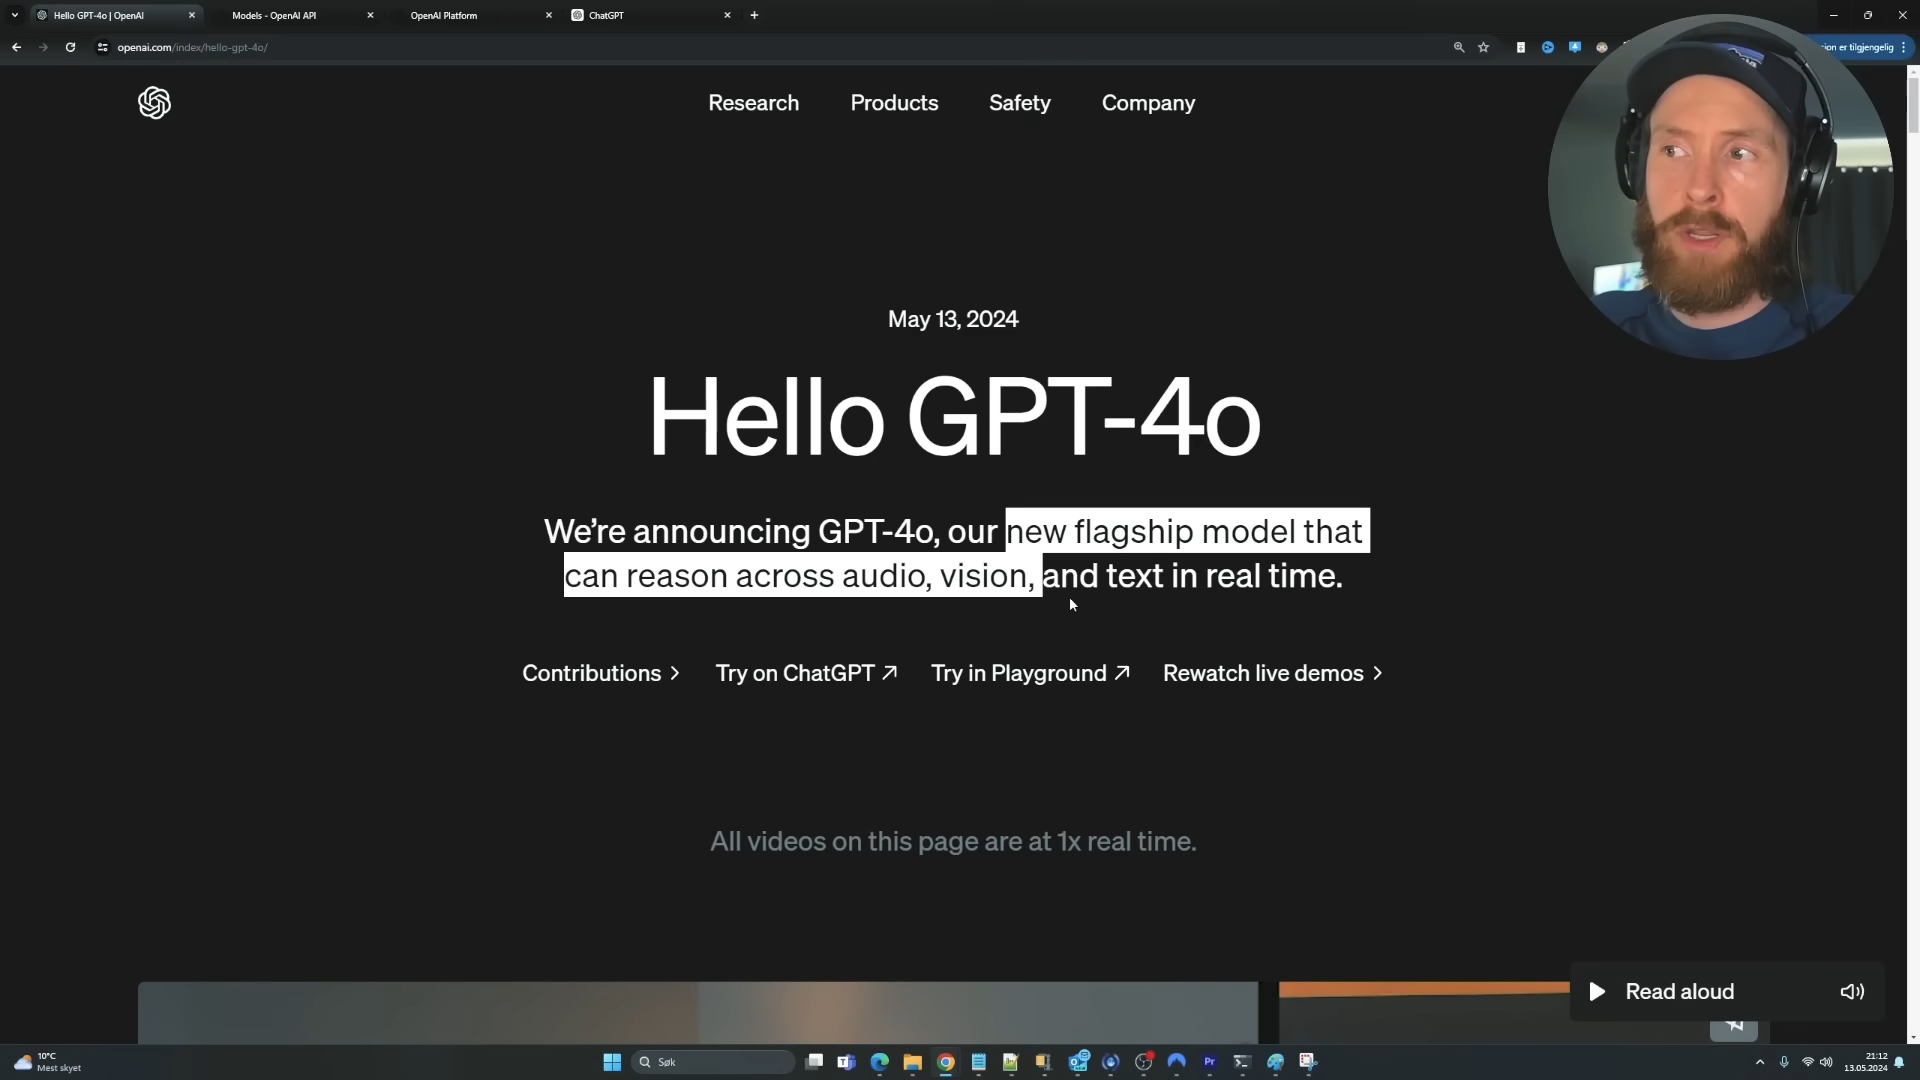 Hello GPT-4o | OpenAI
Models - OpenAI API
OpenAI Platform
ChatGPT
openai.com/index/hello-gpt-4o/
ion er tilgjengelig
Research
Products
Safety
Company
May 13, 2024
Hello GPT-4o
We're announcing GPT-4o, our new flagship model that
can reason across audio, vision, and text in real time.
Contributions
Try on ChatGPT
Try in Playground
Rewatch live demos
All videos on this page are at 1x real time.
Read aloud
10°C
Mest skyet
Søk
Pr
21:12
13.05.2024